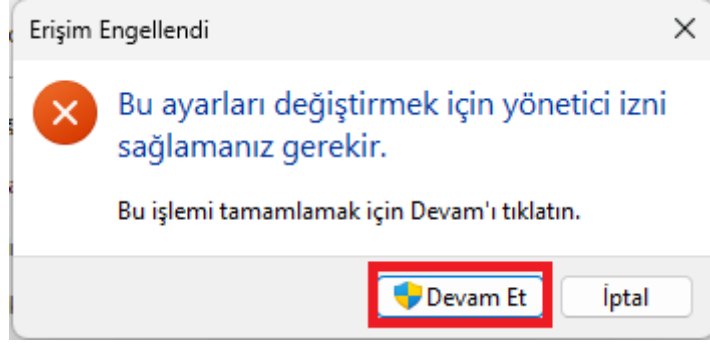 Erişim Engellendi
Bu ayarları değiştirmek için yönetici izni
sağlamanız gerekir.
Bu işlemi tamamlamak için Devam'ı tıklatın.
Devam Et
İptal